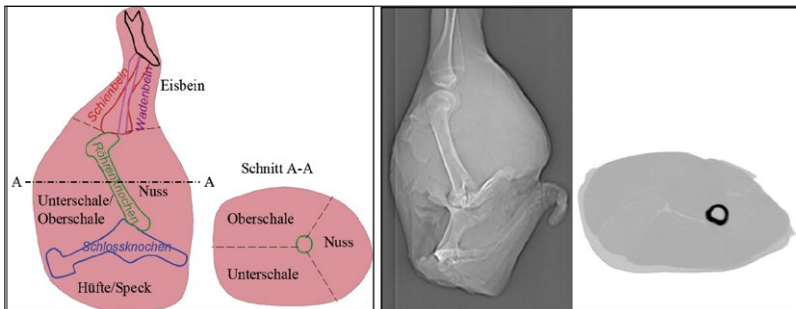 Eisbein
Schienbein
Wadenbein
Röhrenknochen
A
A
Nuss
Unterschale/
Oberschale
Schlossknochen
Hüfte/Speck
Schnitt A-A
Oberschale
Nuss
Unterschale